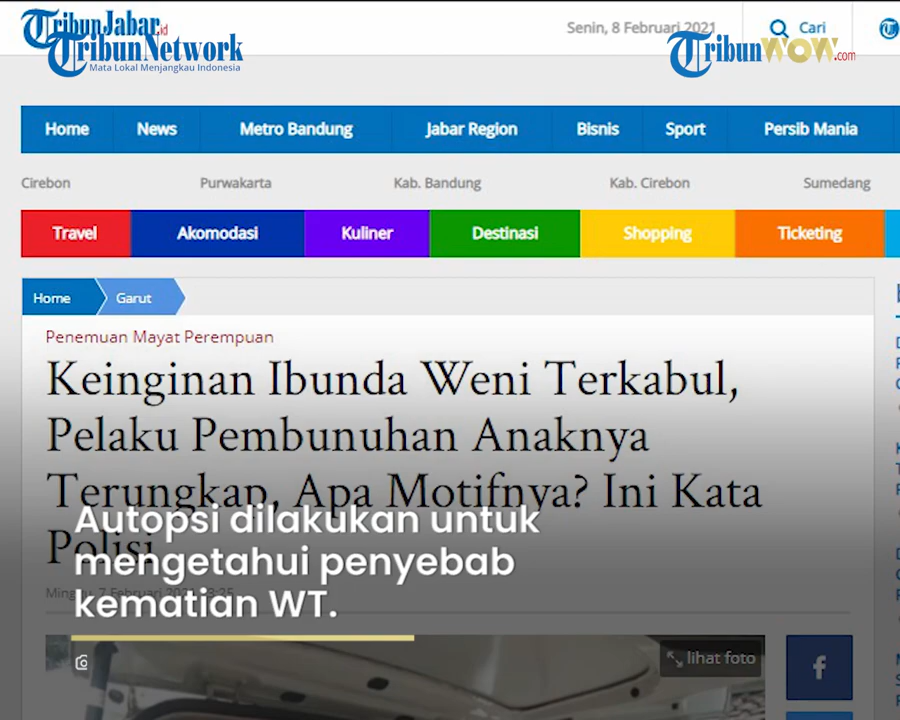 TribunJabar.id
TribunNetwork
Mata Lokal Menjangkau Indonesia
Senin, 8 Februari 2021
Cari
TribunWOW.com
Home News Metro Bandung Jabar Region Bisnis Sport Persib Mania
Cirebon Purwakarta Kab. Bandung Kab. Cirebon Sumedang
Travel Akomodasi Kuliner Destinasi Shopping Ticketing
Home Garut
Penemuan Mayat Perempuan
Keinginan Ibunda Weni Terkabul,
Pelaku Pembunuhan Anaknya
Terungkap, Apa Motifnya? Ini Kata
Polisi
Autopsi dilakukan untuk
mengetahui penyebab
kematian WT.
Minggu, 7 Februari
lihat foto
f